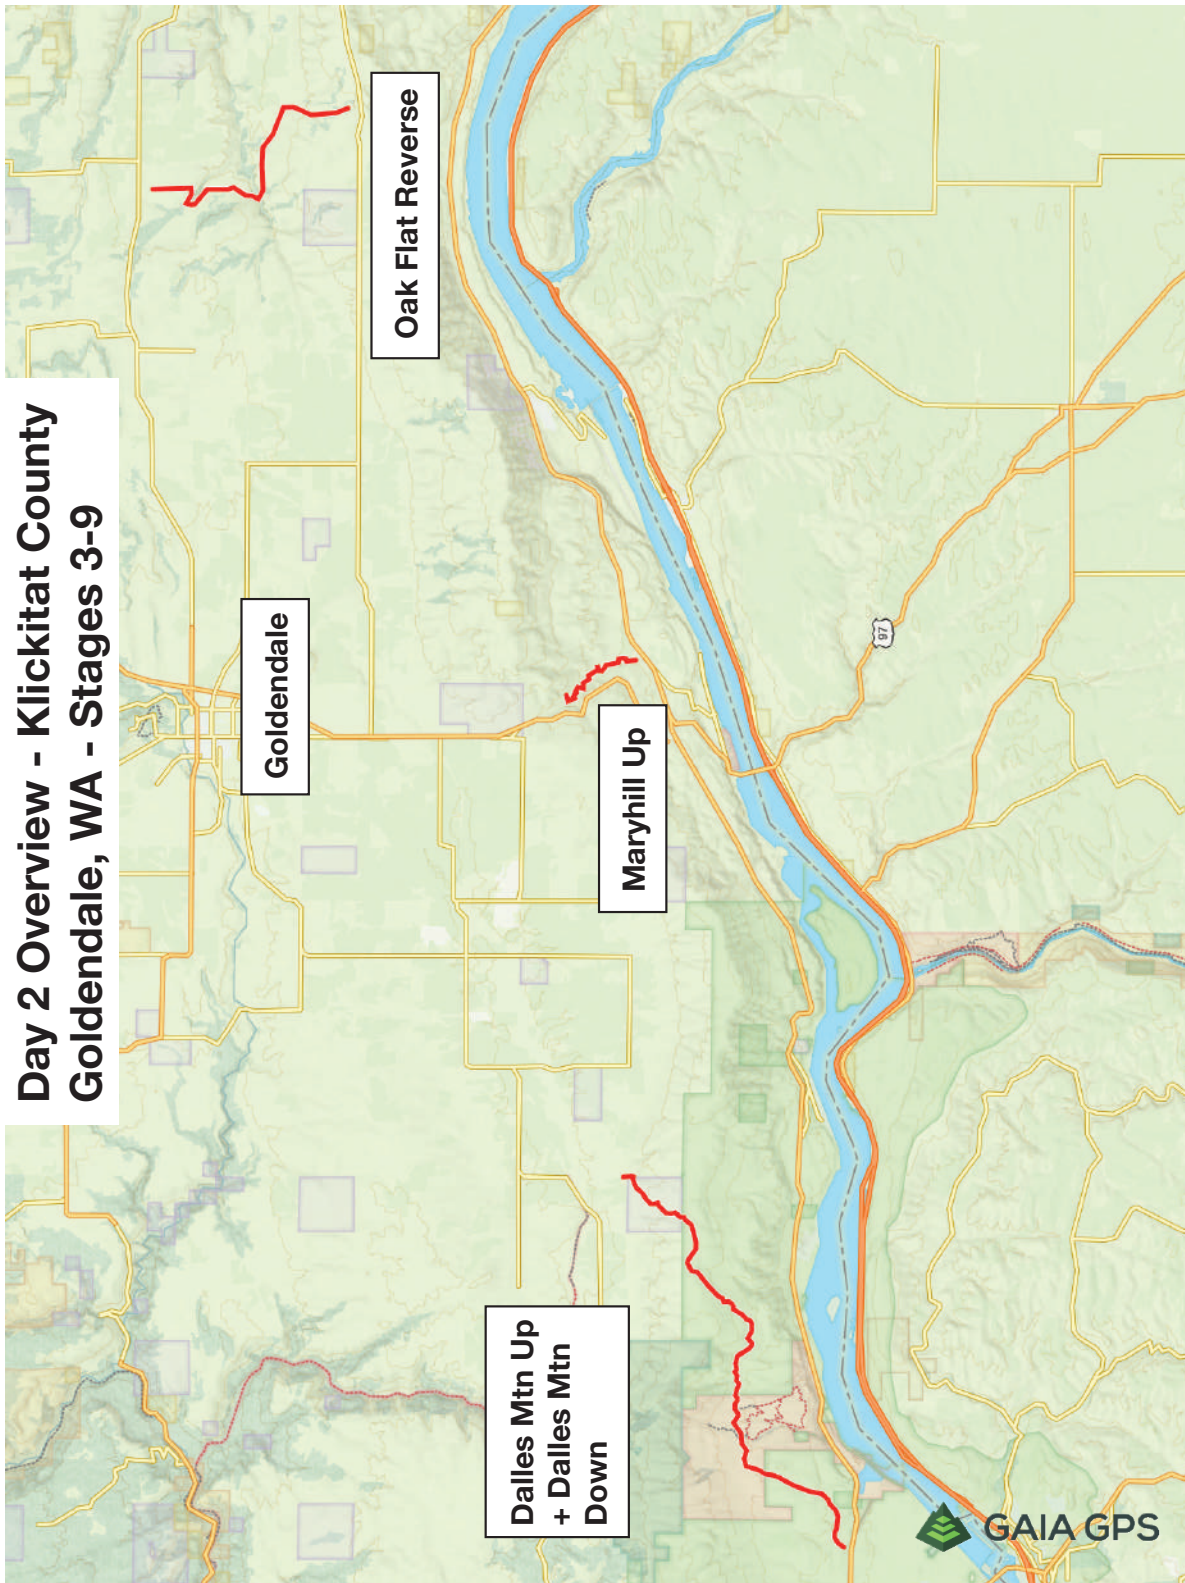 Day 2 Overview - Klickitat County
Goldendale, WA - Stages 3-9
Goldendale
Oak Flat Reverse
Maryhill Up
Dalles Mtn Up
+ Dalles Mtn
Down
97
GAIA GPS